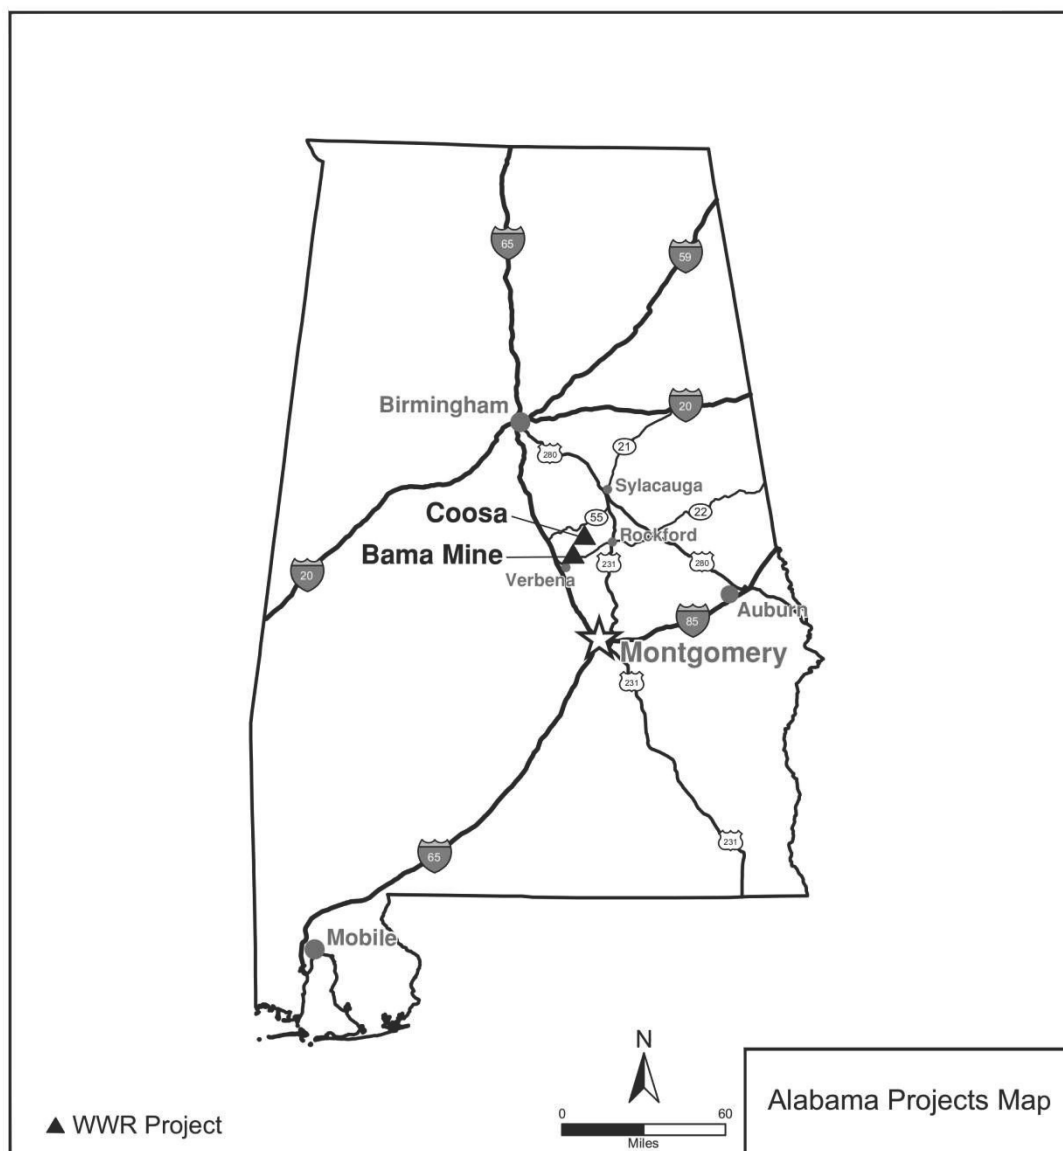 65
59
Birmingham
20
21
280
Sylacauga
Coosa
55
22
Rockford
Bama Mine
231
280
20
Verbena
Auburn
85
Montgomery
231
231
65
Mobile
N
0 60
Miles
WWR Project
Alabama Projects Map